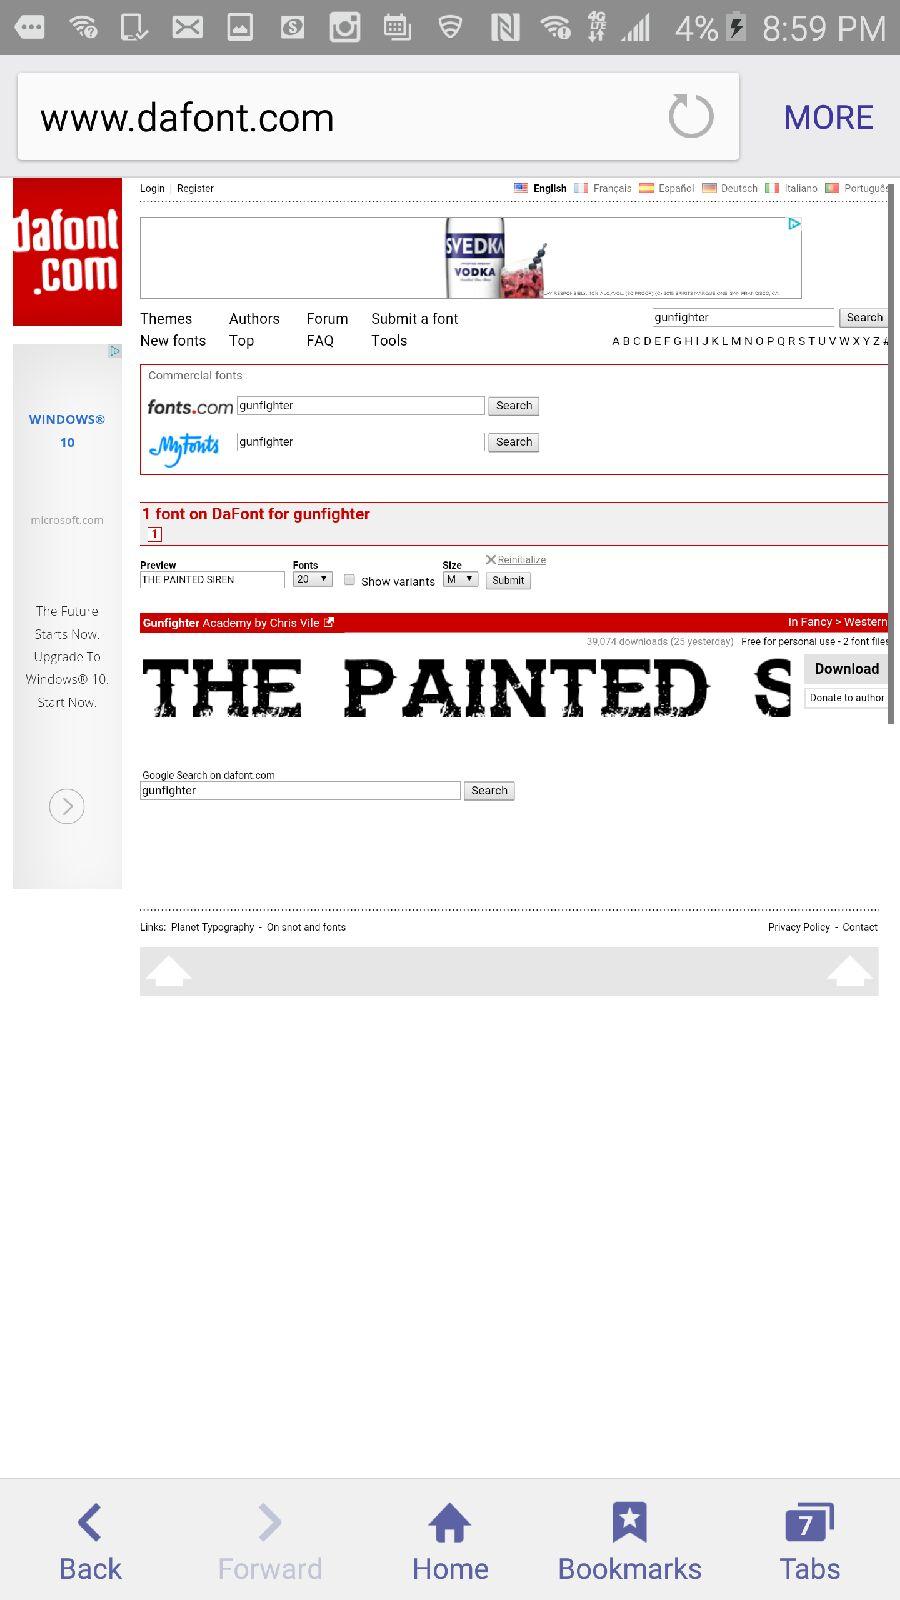 4G LTE 4% 8:59 PM
www.dafont.com MORE
dafont
.com
Login | Register English Français Español Deutsch Italiano Português
SVEDKA
VODKA
Themes Authors Forum Submit a font gunfighter Search
New fonts Top FAQ Tools A B C D E F G H I J K L M N O P Q R S T U V W X Y Z #
Commercial fonts
fonts.com gunfighter Search
MyFonts gunfighter Search
WINDOWS®
10
microsoft.com
The Future
Starts Now.
Upgrade To
Windows® 10.
Start Now.
1 font on DaFont for gunfighter
1
Preview Fonts Size Reinitialize
THE PAINTED SIREN 20 Show variants M Submit
Gunfighter Academy by Chris Vile In Fancy > Western
39,074 downloads (25 yesterday) Free for personal use - 2 font files
THE PAINTED S Download
Donate to author
Google Search on dafont.com
gunfighter Search
Links: Planet Typography - On snot and fonts Privacy Policy - Contact
Back Forward Home Bookmarks 7 Tabs